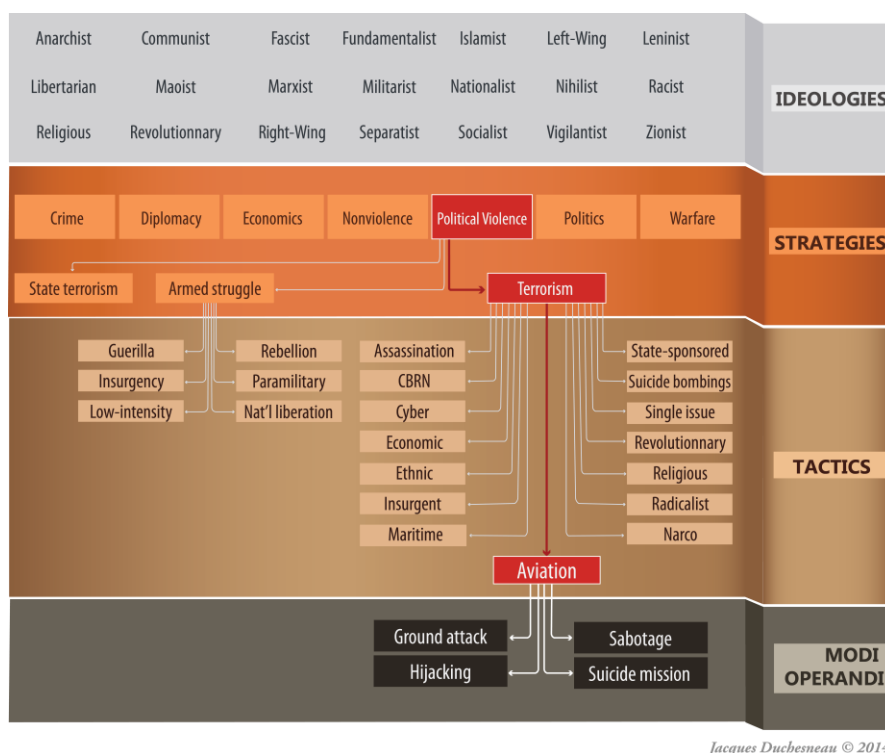 Anarchist Communist Fascist Fundamentalist Islamist Left-Wing Leninist
Libertarian Maoist Marxist Militarist Nationalist Nihilist Racist
Religious Revolutionnary Right-Wing Separatist Socialist Vigilantist Zionist
IDEOLOGIES
Crime Diplomacy Economics Nonviolence Political Violence Politics Warfare
STRATEGIES
State terrorism Armed struggle Terrorism
Guerilla Rebellion Assassination State-sponsored
Insurgency Paramilitary CBRN Suicide bombings
Low-intensity Nat'l liberation Cyber Single issue
Economic Revolutionnary
Ethnic Religious
TACTICS
Insurgent Radicalist
Maritime Narco
Aviation
Ground attack Sabotage
Hijacking Suicide mission
MODI
OPERANDI
Jacques Duchesneau © 2014